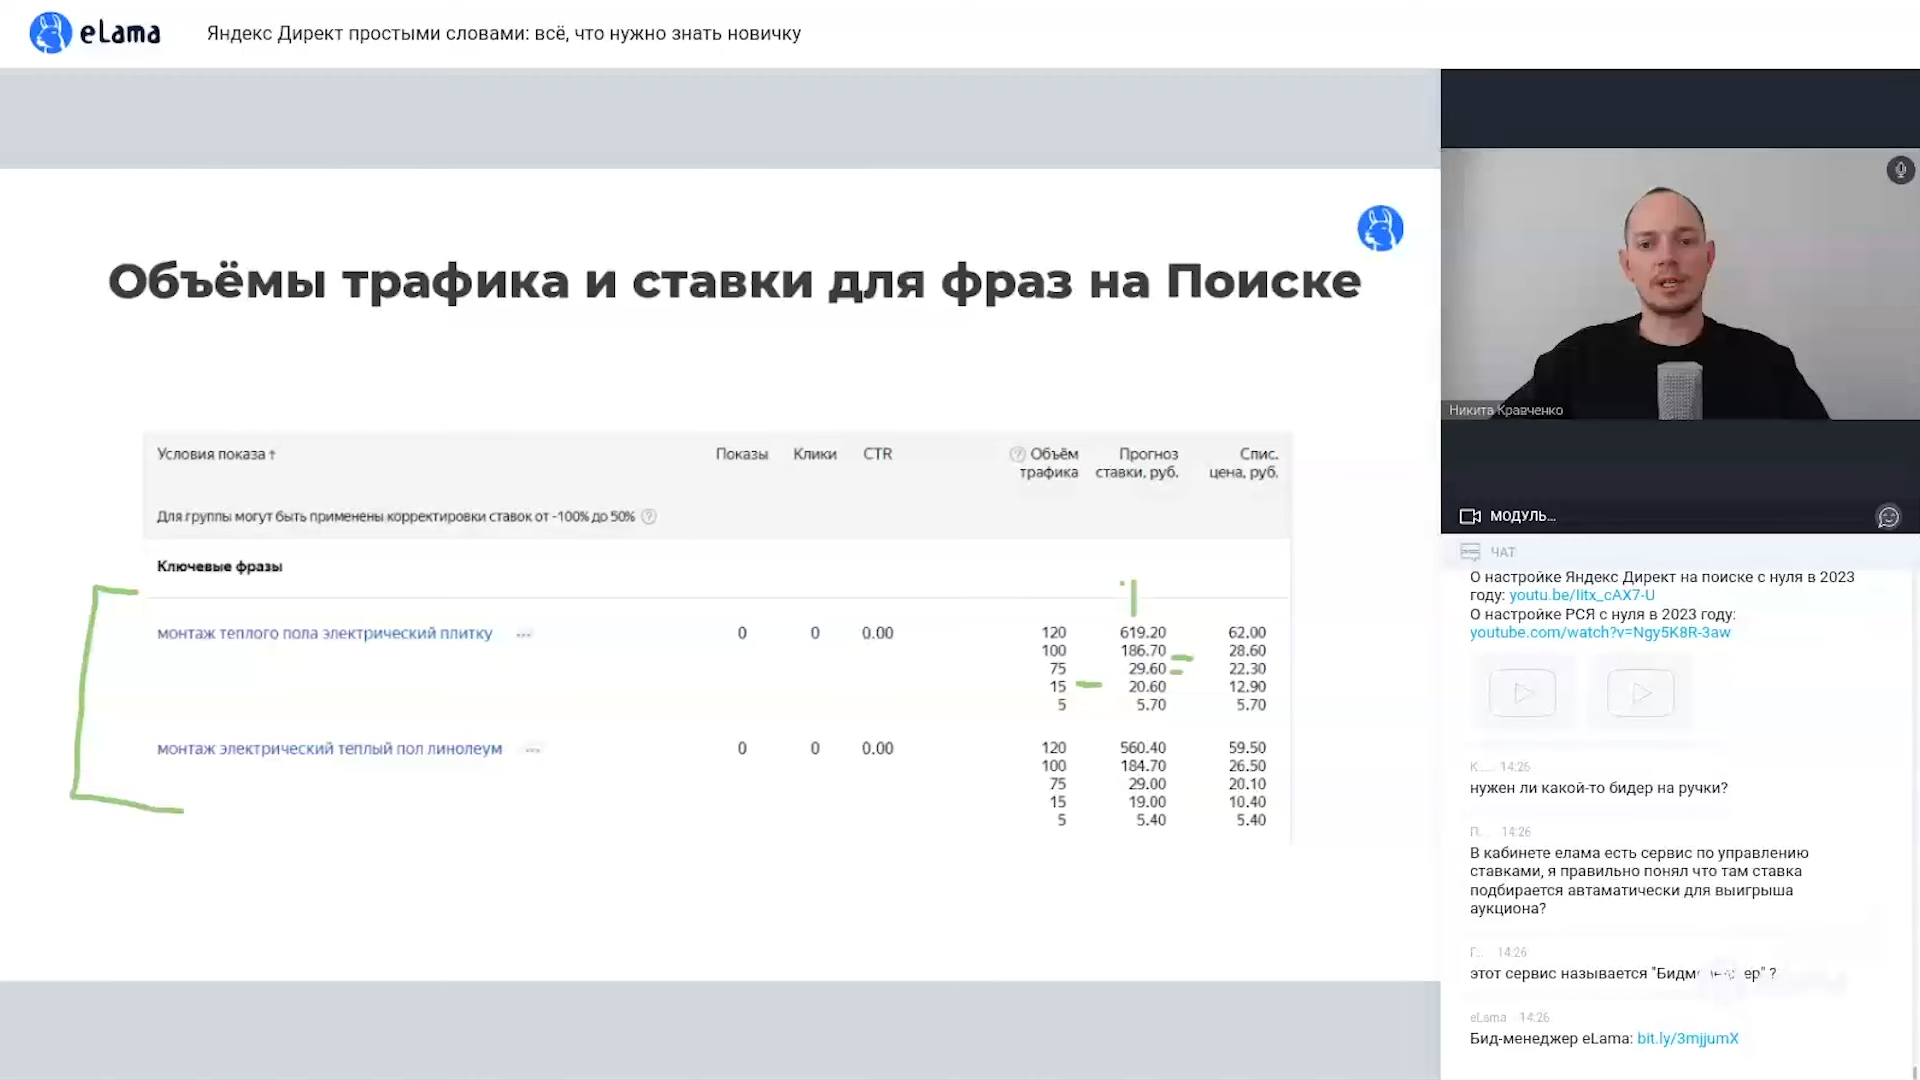 eLama
Яндекс Директ простыми словами: всё, что нужно знать новичку
Объёмы трафика и ставки для фраз на Поиске
Условия показа↑ Показы Клики CTR ? Объём трафика Прогноз ставки, руб. Спис. цена, руб.
Для группы могут быть применены корректировки ставок от -100% до 50% ?
Ключевые фразы
монтаж теплого пола электрический плитку ... 0 0 0.00 120 619.20 62.00
100 186.70 28.60
75 29.60 22.30
15 20.60 12.90
5 5.70 5.70
монтаж электрический теплый пол линолеум ... 0 0 0.00 120 560.40 59.50
100 184.70 26.50
75 29.00 20.10
15 19.00 10.40
5 5.40 5.40
Никита Кравченко
МОДУЛЬ...
ЧАТ
О настройке Яндекс Директ на поиске с нуля в 2023
году: youtu.be/Iitx_cAX7-U
О настройке РСЯ с нуля в 2023 году:
youtube.com/watch?v=Ngy5K8R-3aw
К... 14:26
нужен ли какой-то бидер на ручки?
П... 14:26
В кабинете елама есть сервис по управлению
ставками, я правильно понял что там ставка
подбирается автаматически для выигрыша
аукциона?
Г... 14:26
этот сервис называется
eLama 14:26
Бид-менеджер eLama: bit.ly/3mjjumX